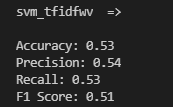 svm_tfidfwv =>
Accuracy: 0.53
Precision: 0.54
Recall: 0.53
F1 Score: 0.51